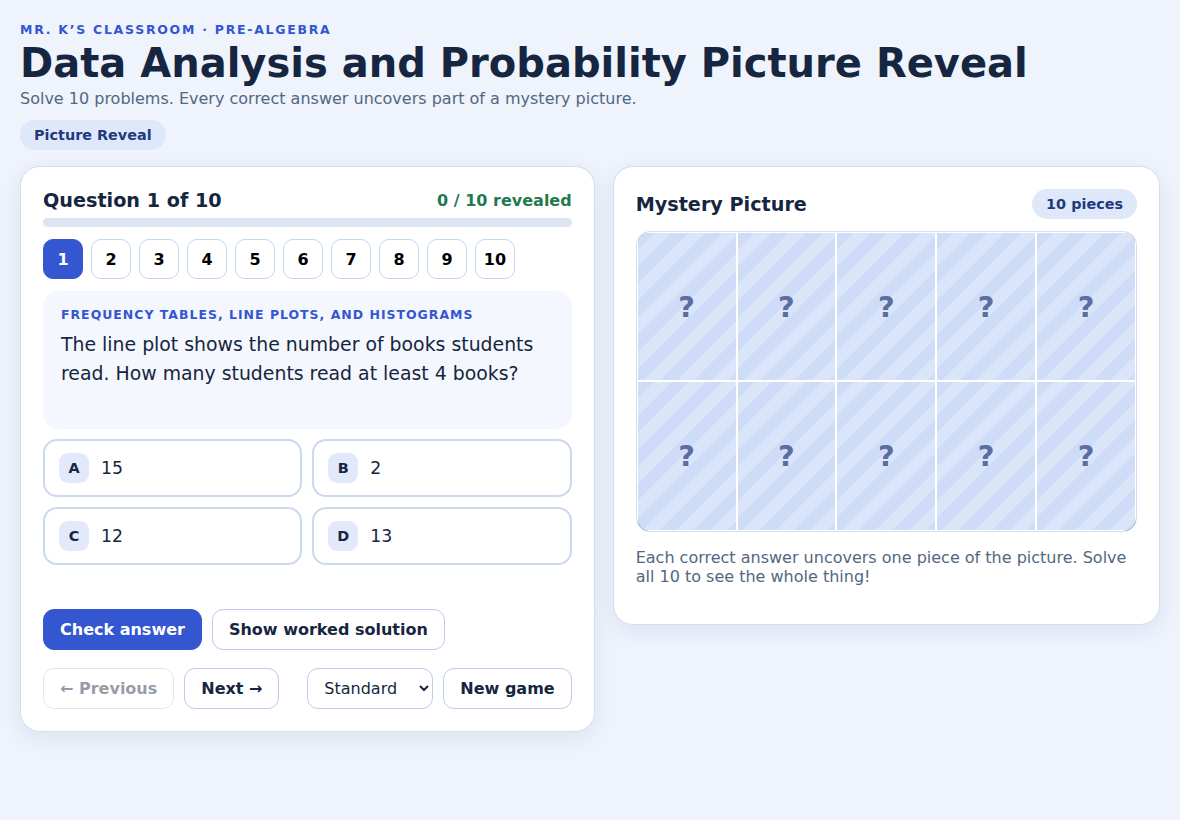 MR. K’S CLASSROOM · PRE-ALGEBRA
Data Analysis and Probability Picture Reveal
Solve 10 problems. Every correct answer uncovers part of a mystery picture.
Picture Reveal
Question 1 of 10
0 / 10 revealed
1 2 3 4 5 6 7 8 9 10
FREQUENCY TABLES, LINE PLOTS, AND HISTOGRAMS
The line plot shows the number of books students
read. How many students read at least 4 books?
A 15
B 2
C 12
D 13
Check answer
Show worked solution
← Previous
Next →
Standard
New game
Mystery Picture
10 pieces
? ? ? ? ?
? ? ? ? ?
Each correct answer uncovers one piece of the picture. Solve
all 10 to see the whole thing!